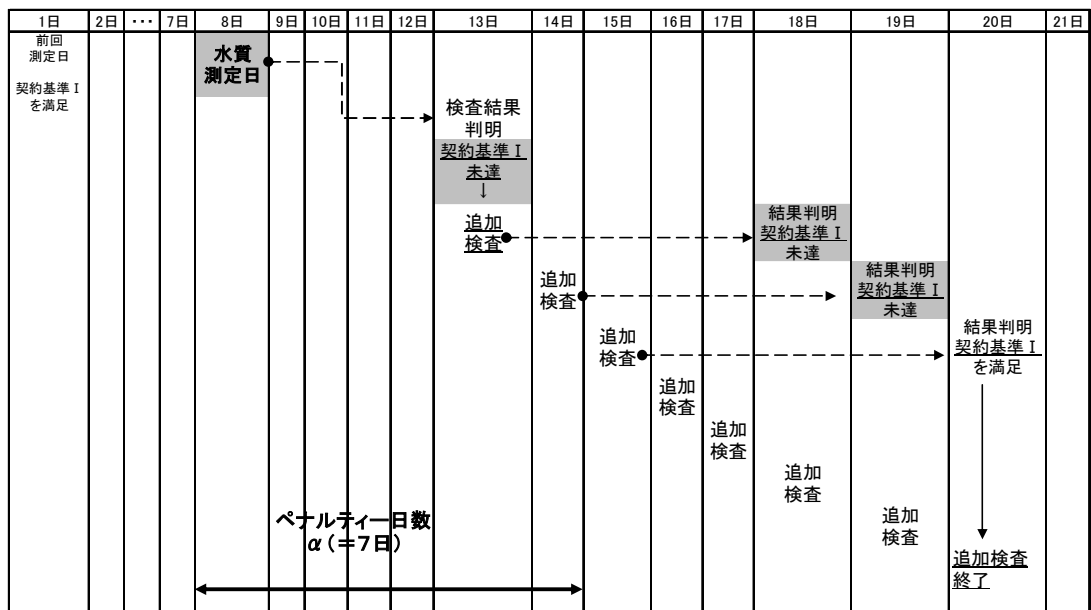 1日 2日 ・・・ 7日 8日 9日 10日 11日 12日 13日 14日 15日 16日 17日 18日 19日 20日 21日
前回
測定日
契約基準Ⅰ
を満足
水質
測定日
検査結果
判明
契約基準Ⅰ
未達
↓
追加
検査
結果判明
契約基準Ⅰ
未達
追加
検査
結果判明
契約基準Ⅰ
未達
追加
検査
結果判明
契約基準Ⅰ
を満足
追加
検査
追加
検査
追加
検査
追加
検査
ペナルティー日数
α(=7日)
追加検査
終了